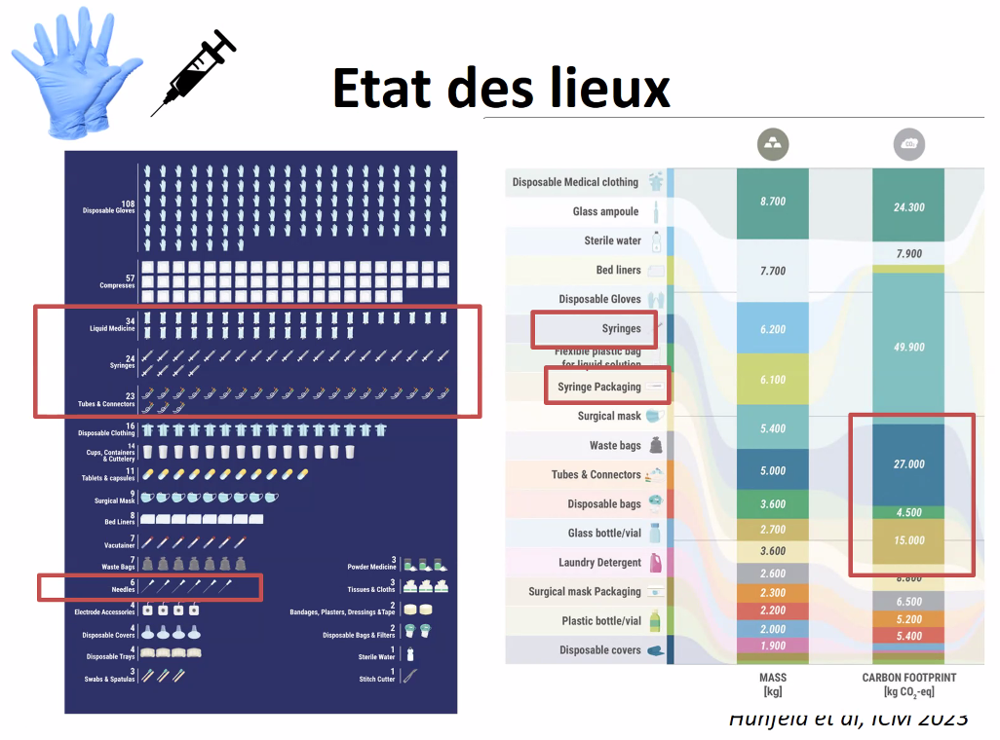 Etat des lieux
108
Disposable Gloves
57
Compresses
34
Liquid Medicine
24
Syringes
23
Tubes & Connectors
16
Disposable Clothing
14
Cups, Containers
& Cuttelery
11
Tablets & capsules
9
Surgical Mask
8
Bed Liners
7
Vacutainer
7
Waste Bags
6
Needles
4
Electrode Accessories
4
Disposable Covers
4
Disposable Trays
3
Swabs & Spatulas
3
Powder Medicine
3
Tissues & Cloths
2
Bandages, Plasters, Dressings &Tape
2
Disposable Bags & Filters
1
Sterile Water
1
Stitch Cutter
CO2
Disposable Medical clothing
Glass ampoule
Sterile water
Bed liners
Disposable Gloves
Syringes
Flexible plastic bag
for liquid solution
Syringe Packaging
Surgical mask
Waste bags
Tubes & Connectors
Disposable bags
Glass bottle/vial
Laundry Detergent
Surgical mask Packaging
Plastic bottle/vial
Disposable covers
8.700
7.700
6.200
6.100
5.400
5.000
3.600
2.700
3.600
2.600
2.300
2.200
2.000
1.900
MASS
[kg]
24.300
7.900
49.900
27.000
4.500
15.000
8.800
6.500
5.200
5.400
CARBON FOOTPRINT
[kg CO2-eq]
et al, ICM 2023